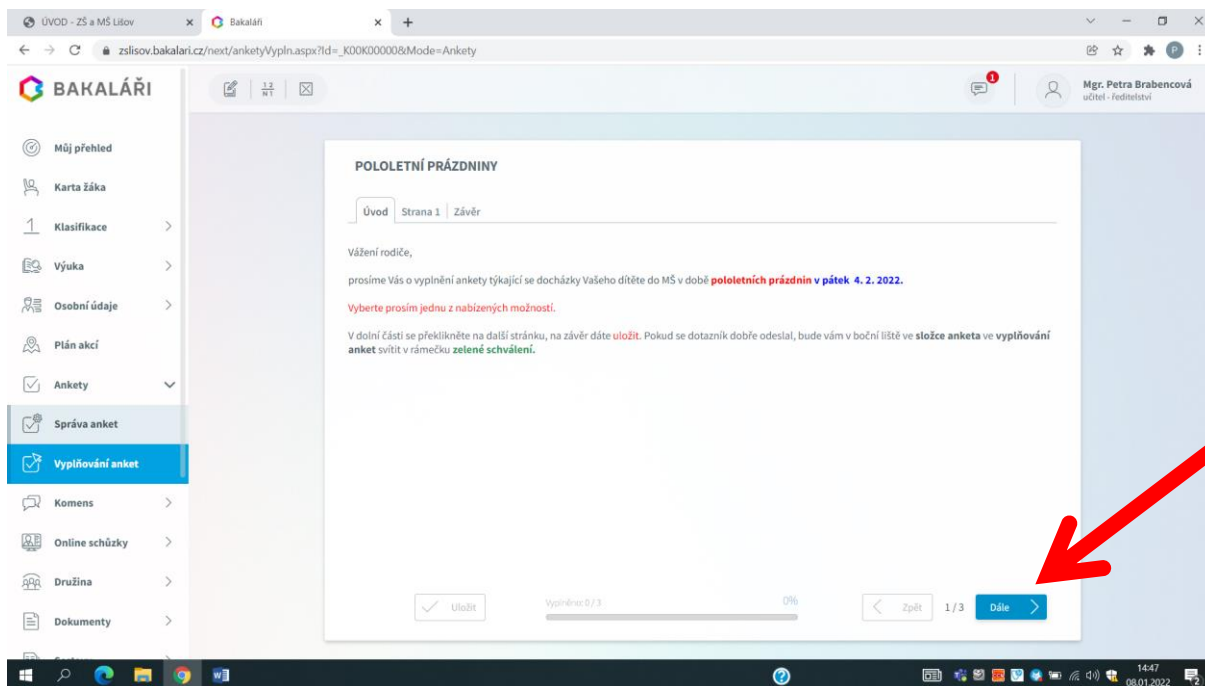 ÚVOD - ZŠ a MŠ Lišov
Bakaláři
zslisov.bakalari.cz/next/anketyVypln.aspx?Id=_K00K00000&Mode=Ankety
P
BAKALÁŘI
1
Mgr. Petra Brabencová
učitel - ředitelství
Můj přehled
Karta žáka
Klasifikace
Výuka
Osobní údaje
Plán akcí
Ankety
Správa anket
Vyplňování anket
Komens
Online schůzky
Družina
Dokumenty
POLOLETNÍ PRÁZDNINY
Úvod Strana 1 Závěr
Vážení rodiče,
prosíme Vás o vyplnění ankety týkající se docházky Vašeho dítěte do MŠ v době pololetních prázdnin v pátek 4. 2. 2022.
Vyberte prosím jednu z nabízených možností.
V dolní části se překlikněte na další stránku, na závěr dáte uložit. Pokud se dotazník dobře odeslal, bude vám v boční liště ve složce anketa ve vyplňování
anket svítit v rámečku zelené schválení.
Uložit
Vyplněno: 0 / 3
0%
Zpět
1 / 3
Dále
14:47
08.01.2022